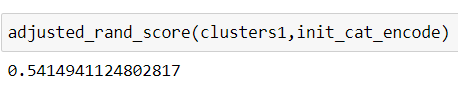 adjusted_rand_score(clusters1,init_cat_encode)
0.5414941124802817